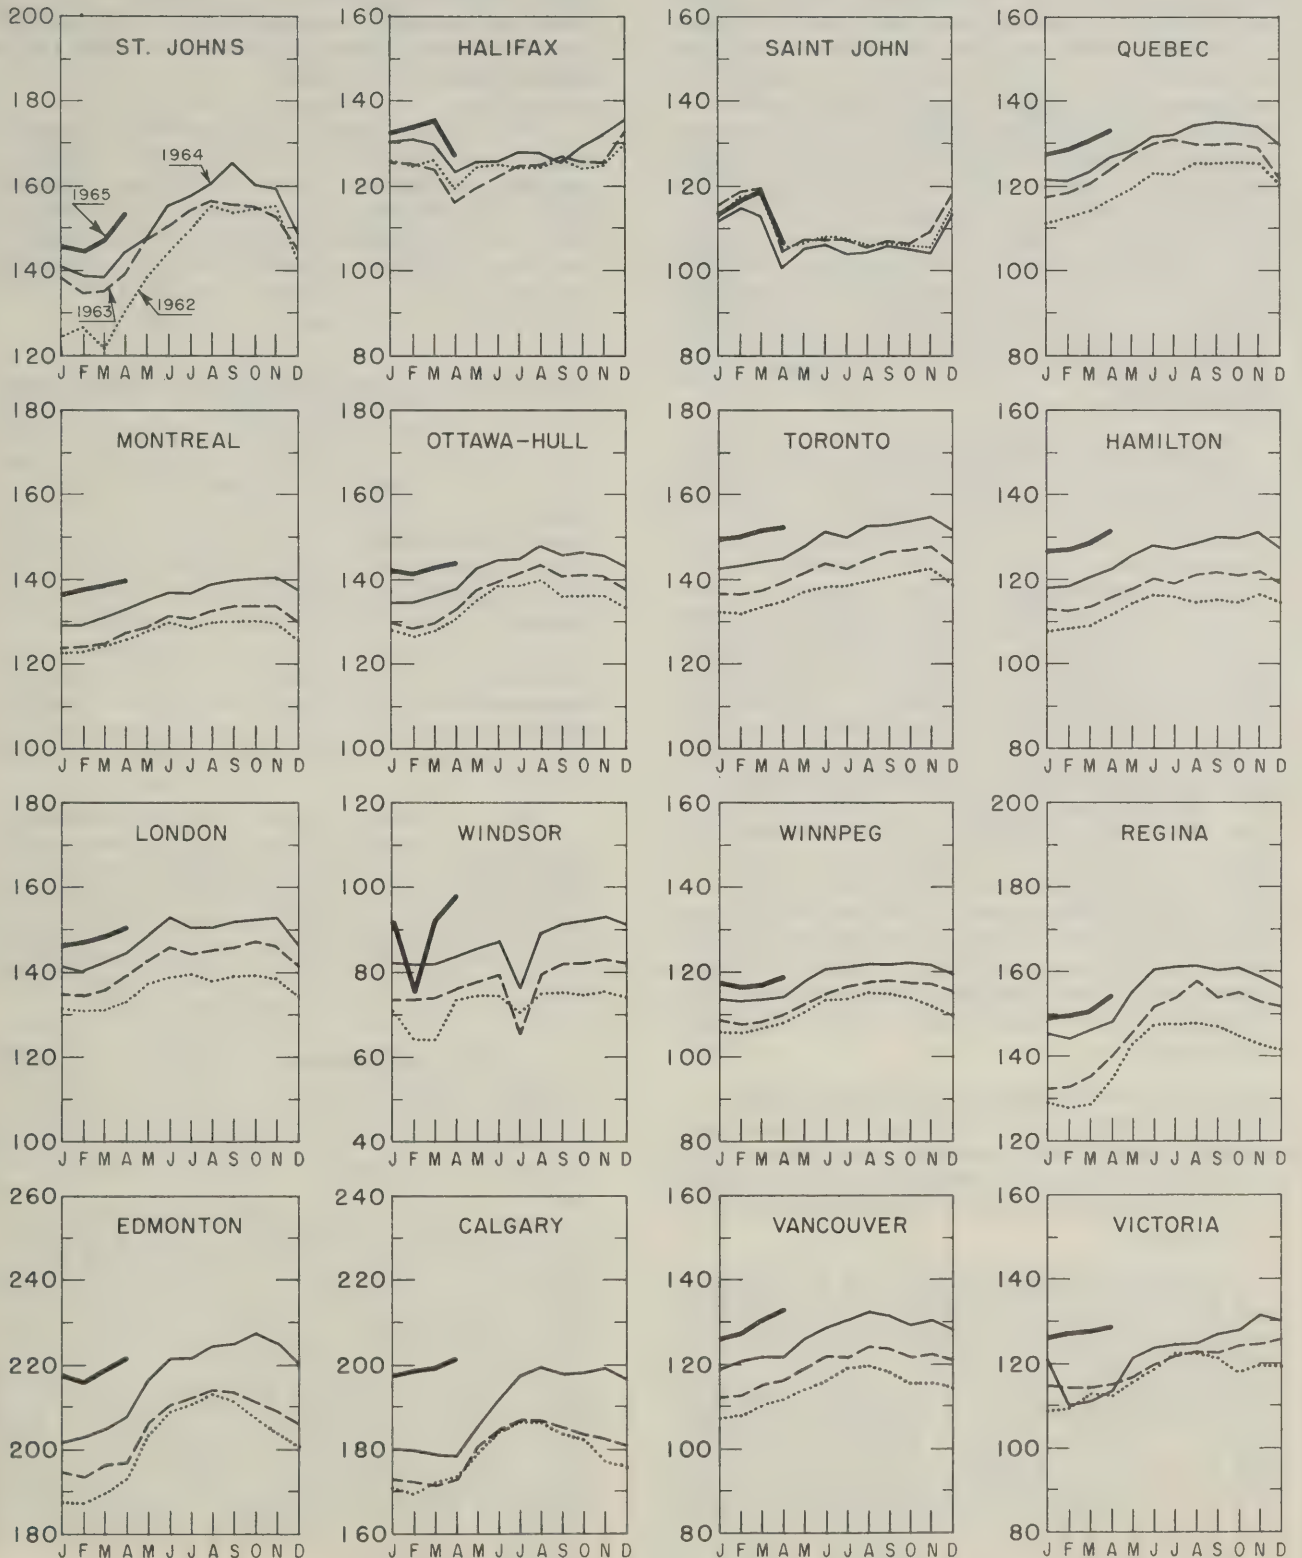 ST. JOHNS
200
180
160
140
120
1964
1965
1963
1962
J F M A M J J A S O N D
HALIFAX
160
140
120
100
80
J F M A M J J A S O N D
SAINT JOHN
160
140
120
100
80
J F M A M J J A S O N D
QUEBEC
160
140
120
100
80
J F M A M J J A S O N D
MONTREAL
180
160
140
120
100
J F M A M J J A S O N D
OTTAWA-HULL
180
160
140
120
100
J F M A M J J A S O N D
TORONTO
180
160
140
120
100
J F M A M J J A S O N D
HAMILTON
160
140
120
100
80
J F M A M J J A S O N D
LONDON
180
160
140
120
100
J F M A M J J A S O N D
WINDSOR
120
100
80
60
40
J F M A M J J A S O N D
WINNPEG
160
140
120
100
80
J F M A M J J A S O N D
REGINA
200
180
160
140
120
J F M A M J J A S O N D
EDMONTON
260
240
220
200
180
J F M A M J J A S O N D
CALGARY
240
220
200
180
160
J F M A M J J A S O N D
VANCOUVER
160
140
120
100
80
J F M A M J J A S O N D
VICTORIA
160
140
120
100
80
J F M A M J J A S O N D